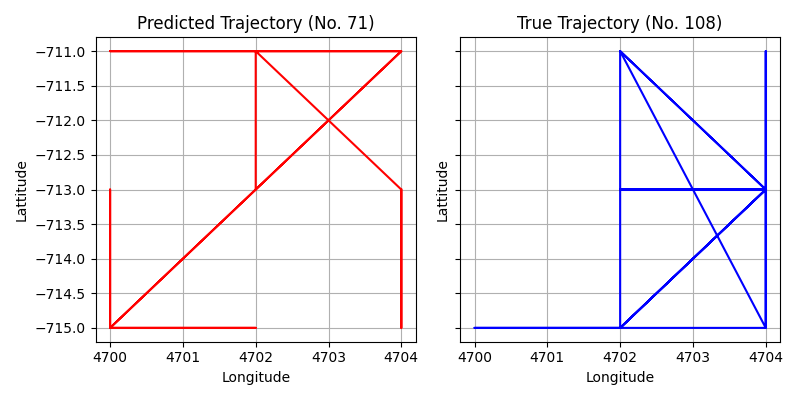 Predicted Trajectory (No. 71)
True Trajectory (No. 108)
−711.0
−711.5
−712.0
−712.5
−713.0
−713.5
−714.0
−714.5
−715.0
Lattitude
Lattitude
4700 4701 4702 4703 4704
4700 4701 4702 4703 4704
Longitude
Longitude